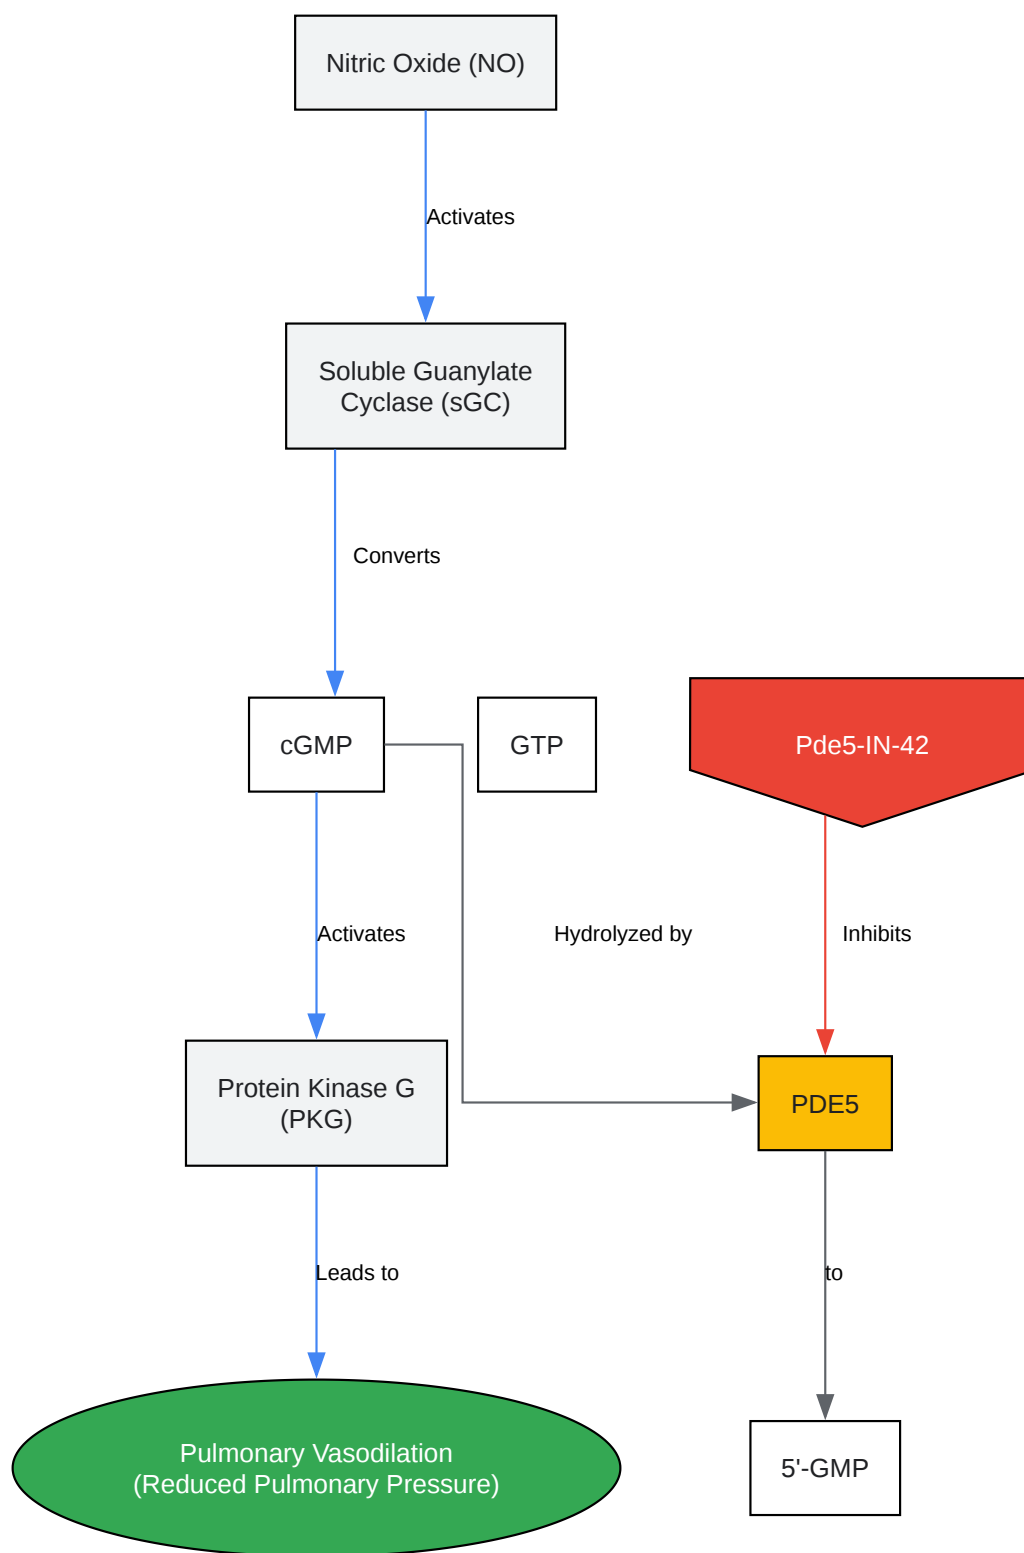 Nitric Oxide (NO)
Activates
Soluble Guanylate
Cyclase (sGC)
Converts
cGMP
GTP
Pde5-IN-42
Activates
Hydrolyzed by
Inhibits
Protein Kinase G
(PKG)
PDE5
Leads to
to
Pulmonary Vasodilation
(Reduced Pulmonary Pressure)
5'-GMP